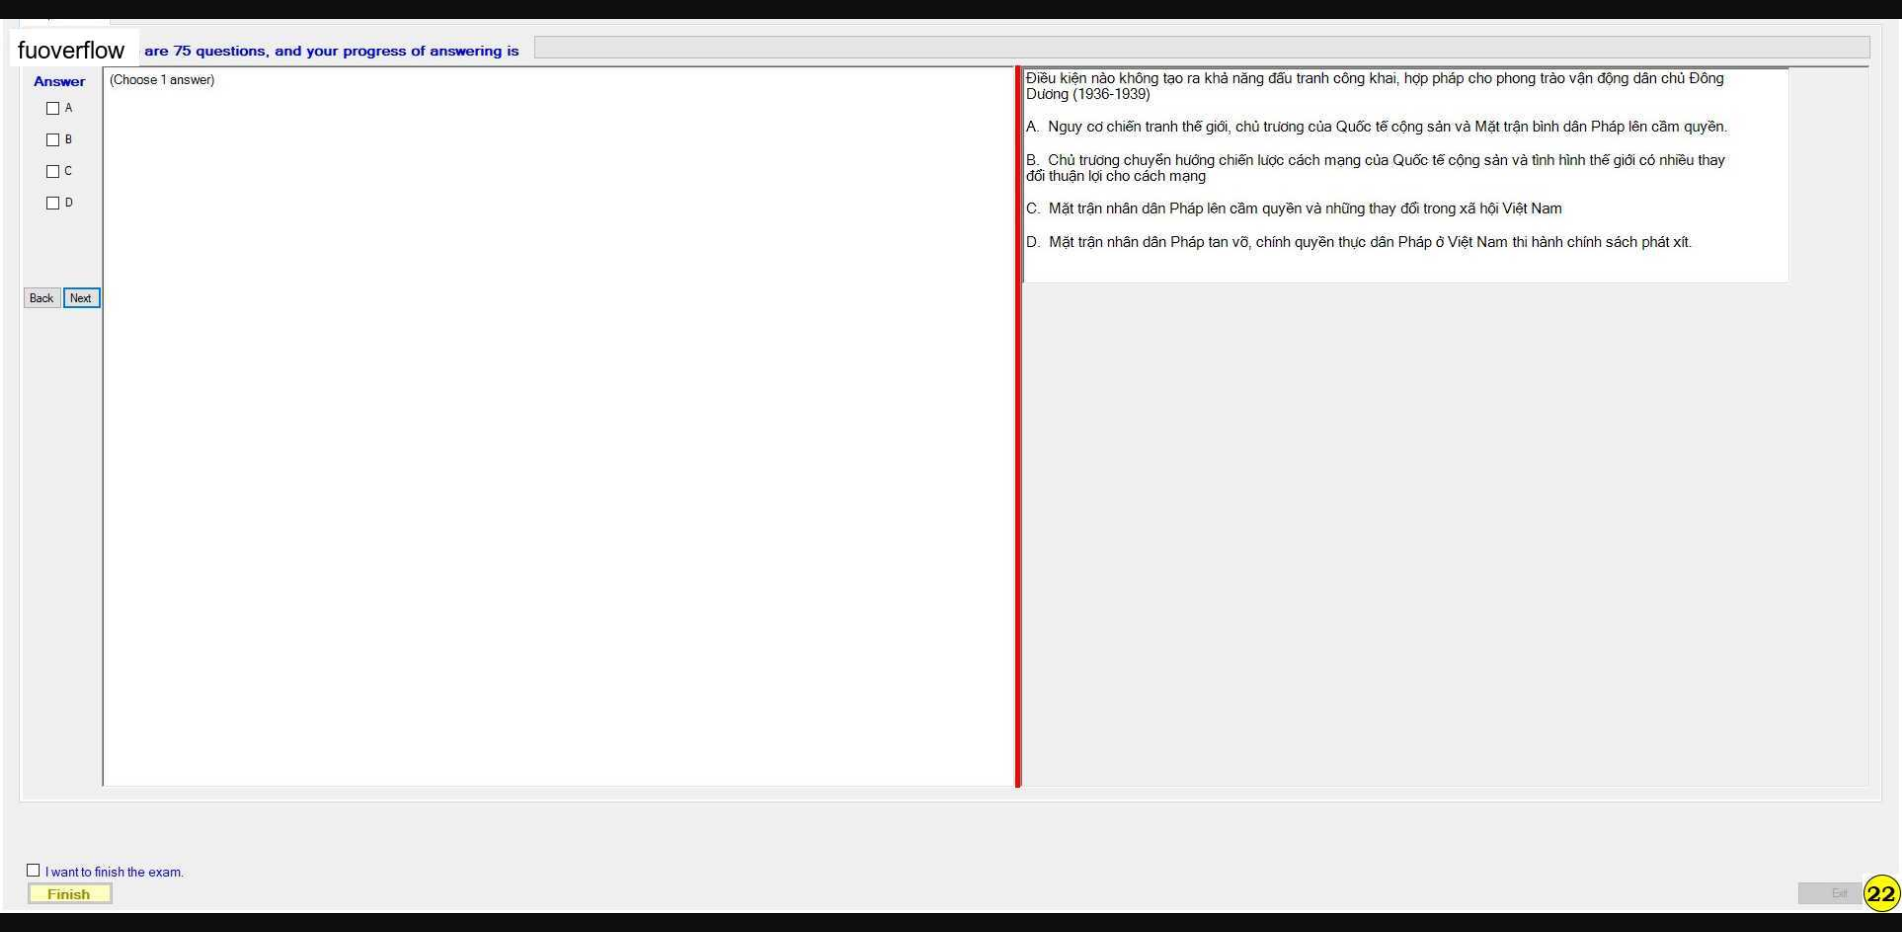 fuoverflow are 75 questions, and your progress of answering is
Answer
(Choose 1 answer)
A
B
C
D
Back Next
Điều kiện nào không tạo ra khả năng đấu tranh công khai, hợp pháp cho phong trào vận động dân chủ Đông
Dương (1936-1939)
A. Nguy cơ chiến tranh thế giới, chủ trương của Quốc tế cộng sản và Mặt trận bình dân Pháp lên cầm quyền.
B. Chủ trương chuyển hướng chiến lược cách mạng của Quốc tế cộng sản và tình hình thế giới có nhiều thay
đổi thuận lợi cho cách mạng
C. Mặt trận nhân dân Pháp lên cầm quyền và những thay đổi trong xã hội Việt Nam
D. Mặt trận nhân dân Pháp tan vỡ, chính quyền thực dân Pháp ở Việt Nam thi hành chính sách phát xít.
I want to finish the exam.
Finish
Exit
22